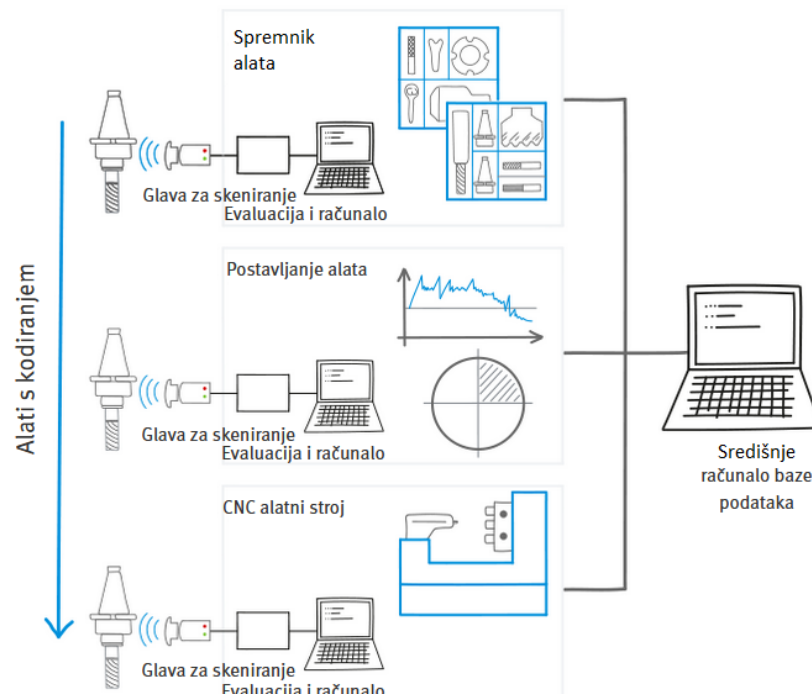 Spremnik
alata
Glava za skeniranje
Evaluacija i računalo
Postavljanje alata
Glava za skeniranje
Evaluacija i računalo
CNC alatni stroj
Glava za skeniranje
Evaluacija i računalo
Alati s kodiranjem
Središnje
računalo baze
podataka